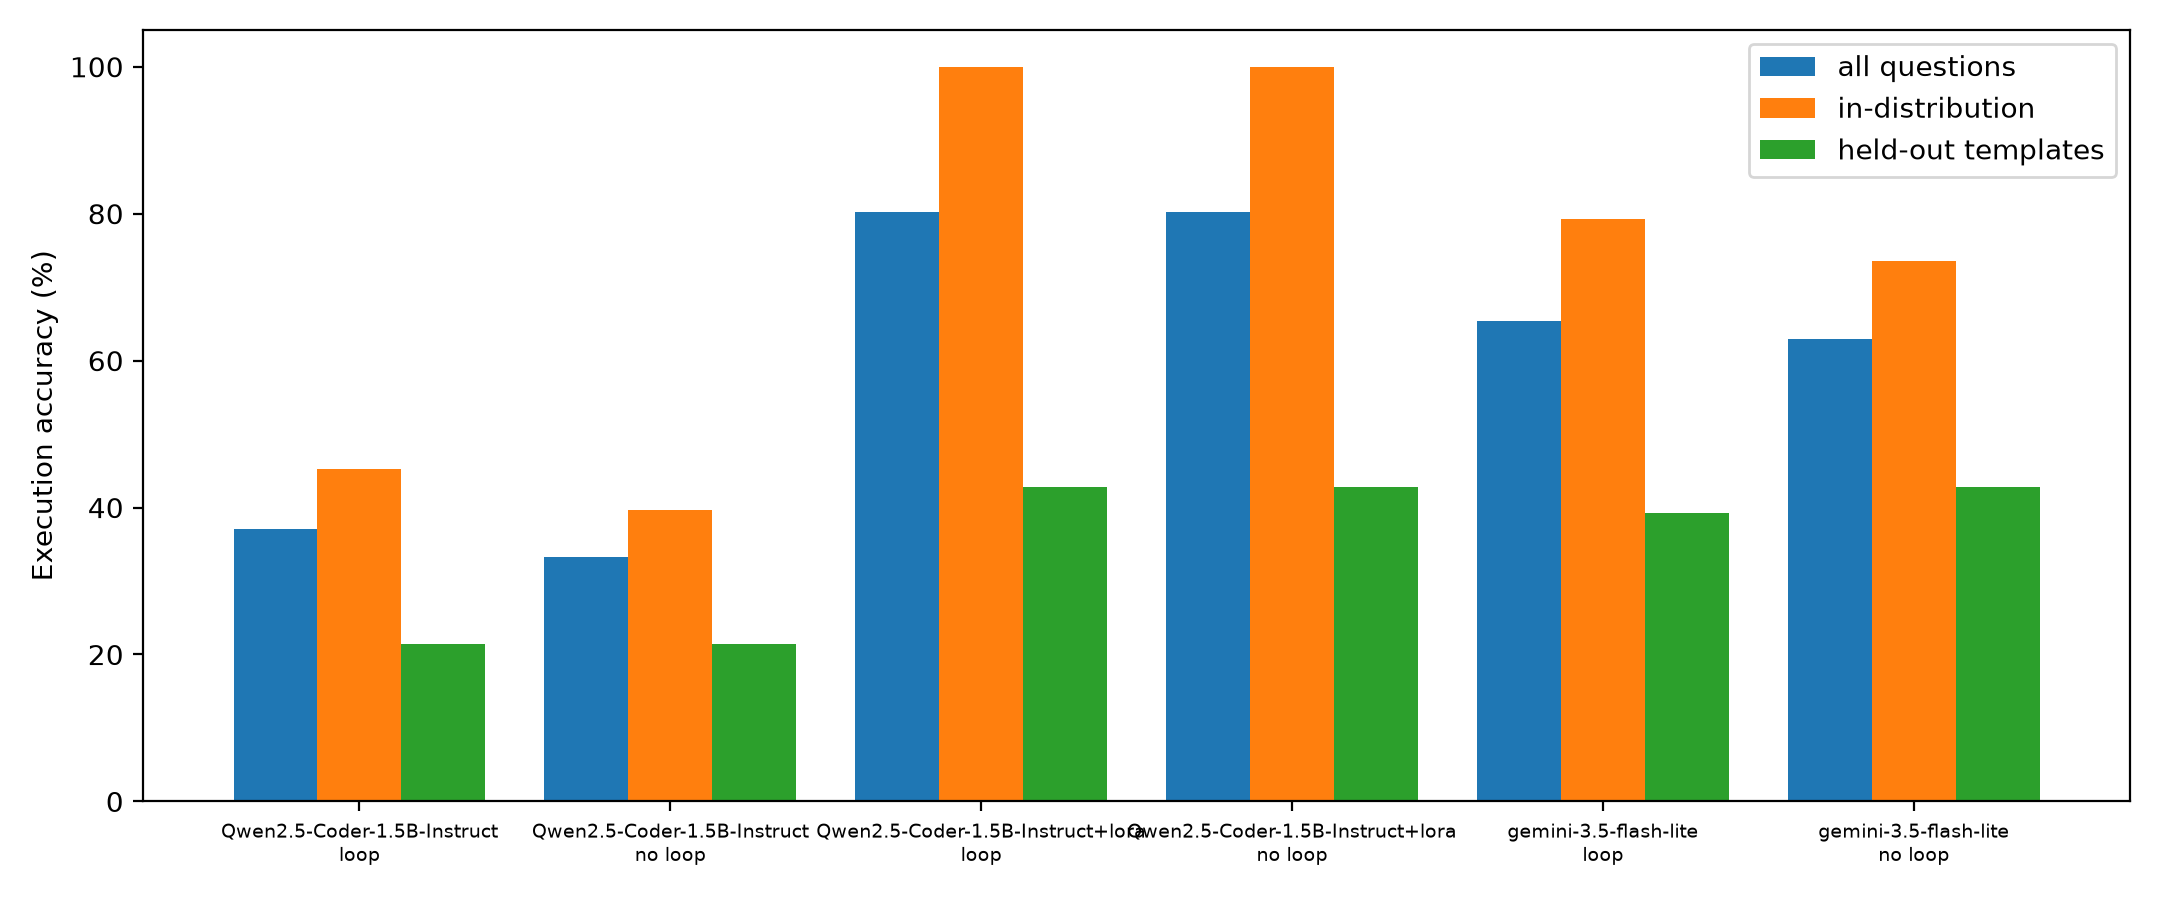 100
80
60
40
20
0
Execution accuracy (%)
all questions
in-distribution
held-out templates
Qwen2.5-Coder-1.5B-Instruct
loop
Qwen2.5-Coder-1.5B-Instruct
no loop
Qwen2.5-Coder-1.5B-Instruct+lora
loop
Qwen2.5-Coder-1.5B-Instruct+lora
no loop
gemini-3.5-flash-lite
loop
gemini-3.5-flash-lite
no loop